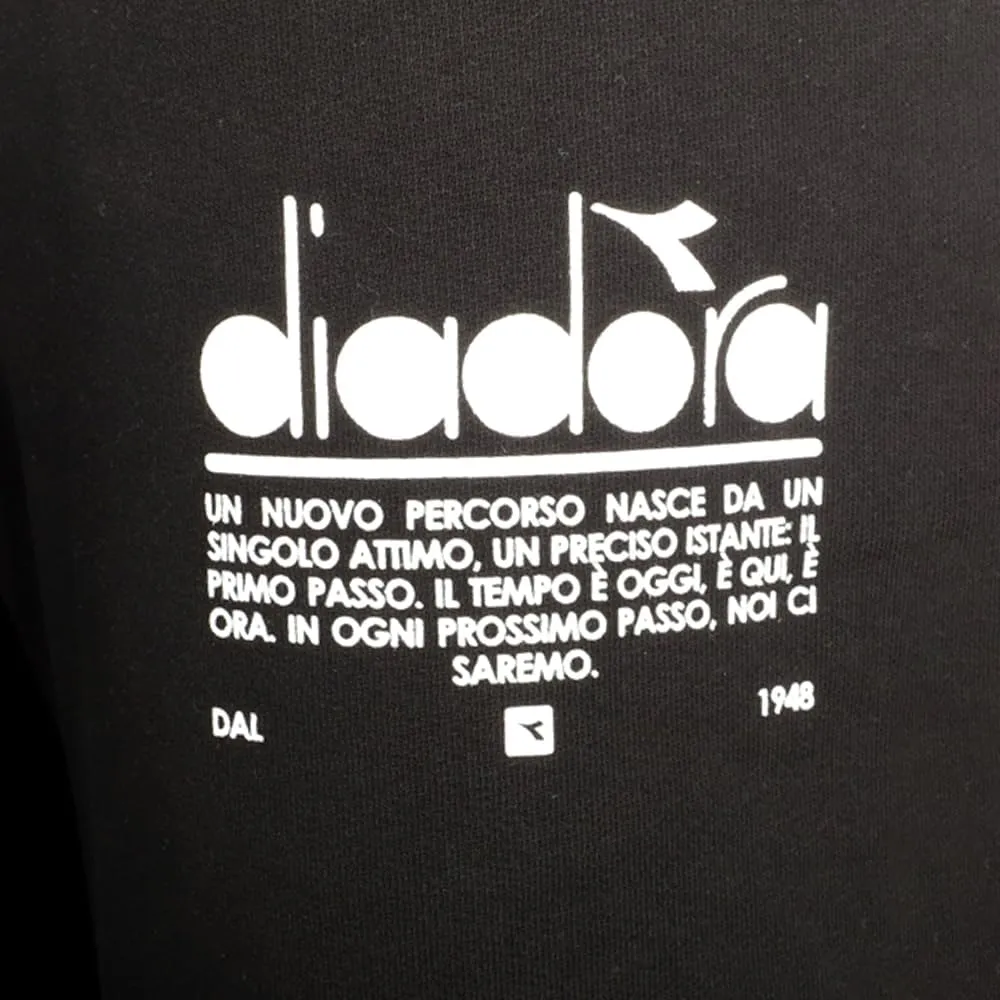 diadora
UN NUOVO PERCORSO NASCE DA UN
SINGOLO ATTIMO, UN PRECISO ISTANTE: IL
PRIMO PASSO. IL TEMPO È OGGI, È QUI, È
ORA. IN OGNI PROSSIMO PASSO, NOI CI
SAREMO.
DAL 1948